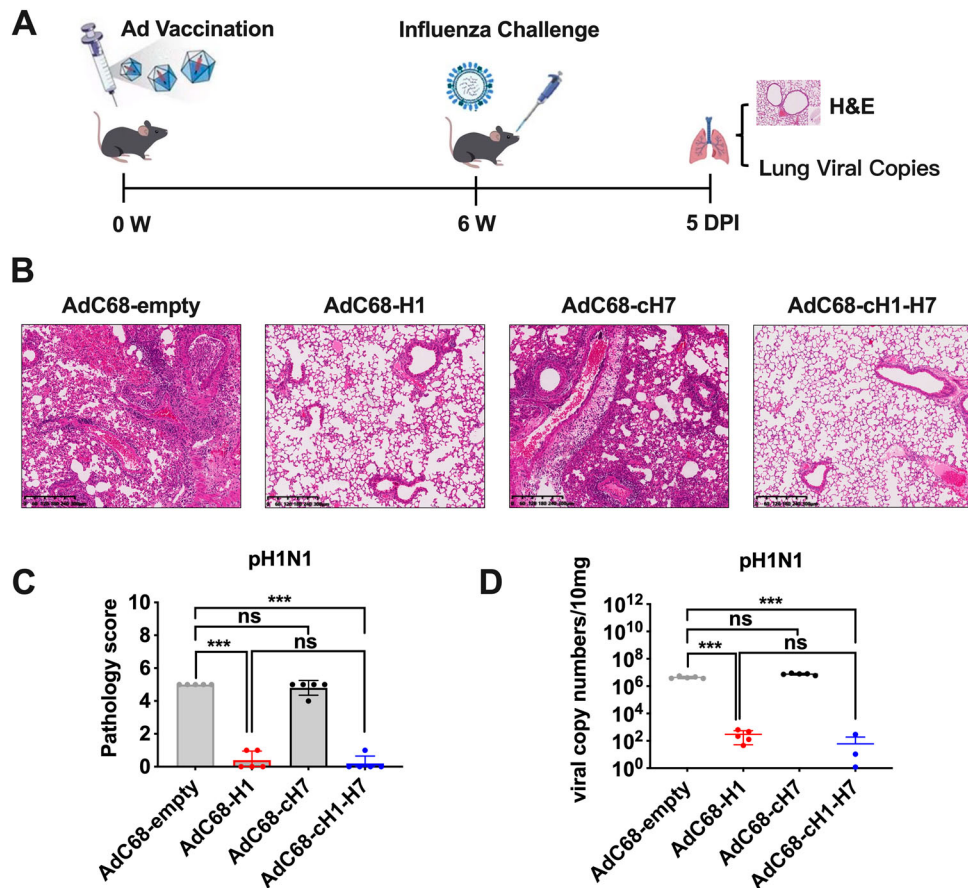 A
Ad Vaccination
Influenza Challenge
H&E
Lung Viral Copies
0 W
6 W
5 DPI
B
AdC68-empty
AdC68-H1
AdC68-cH7
AdC68-cH1-H7
C
pH1N1
Pathology score
6
4
2
0
***
ns
***
ns
AdC68-empty
AdC68-H1
AdC68-cH7
AdC68-cH1-H7
D
pH1N1
viral copy numbers/10mg
10¹²
10¹⁰
10⁸
10⁶
10⁴
10²
10⁰
***
ns
***
ns
AdC68-empty
AdC68-H1
AdC68-cH7
AdC68-cH1-H7